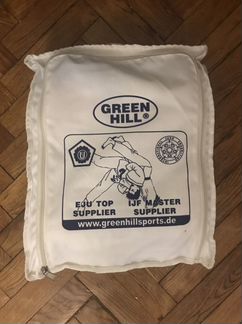 GREEN
HILL®
EJU TOP IJF MASTER
SUPPLIER SUPPLIER
www.greenhillsports.de